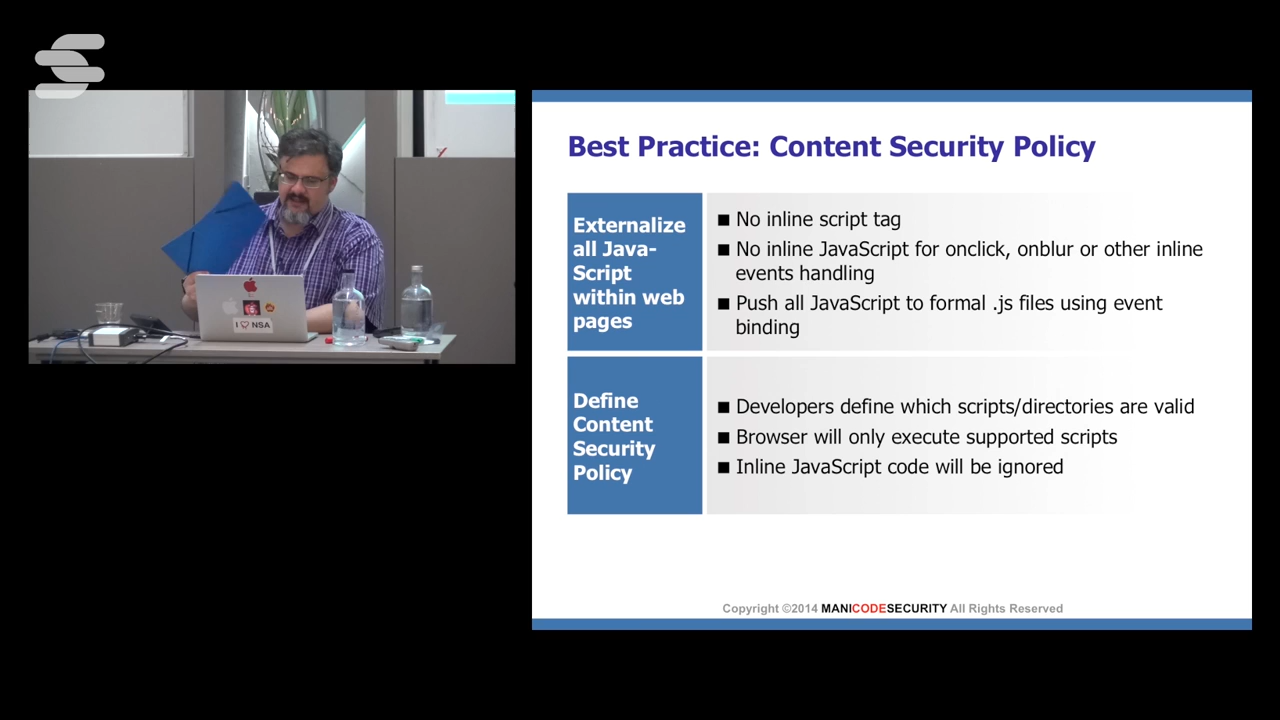 I NSA
Best Practice: Content Security Policy
Externalize
all Java-
Script
within web
pages
■ No inline script tag
■ No inline JavaScript for onclick, onblur or other inline
events handling
■ Push all JavaScript to formal .js files using event
binding
Define
Content
Security
Policy
■ Developers define which scripts/directories are valid
■ Browser will only execute supported scripts
■ Inline JavaScript code will be ignored
Copyright ©2014 MANICODESECURITY All Rights Reserved